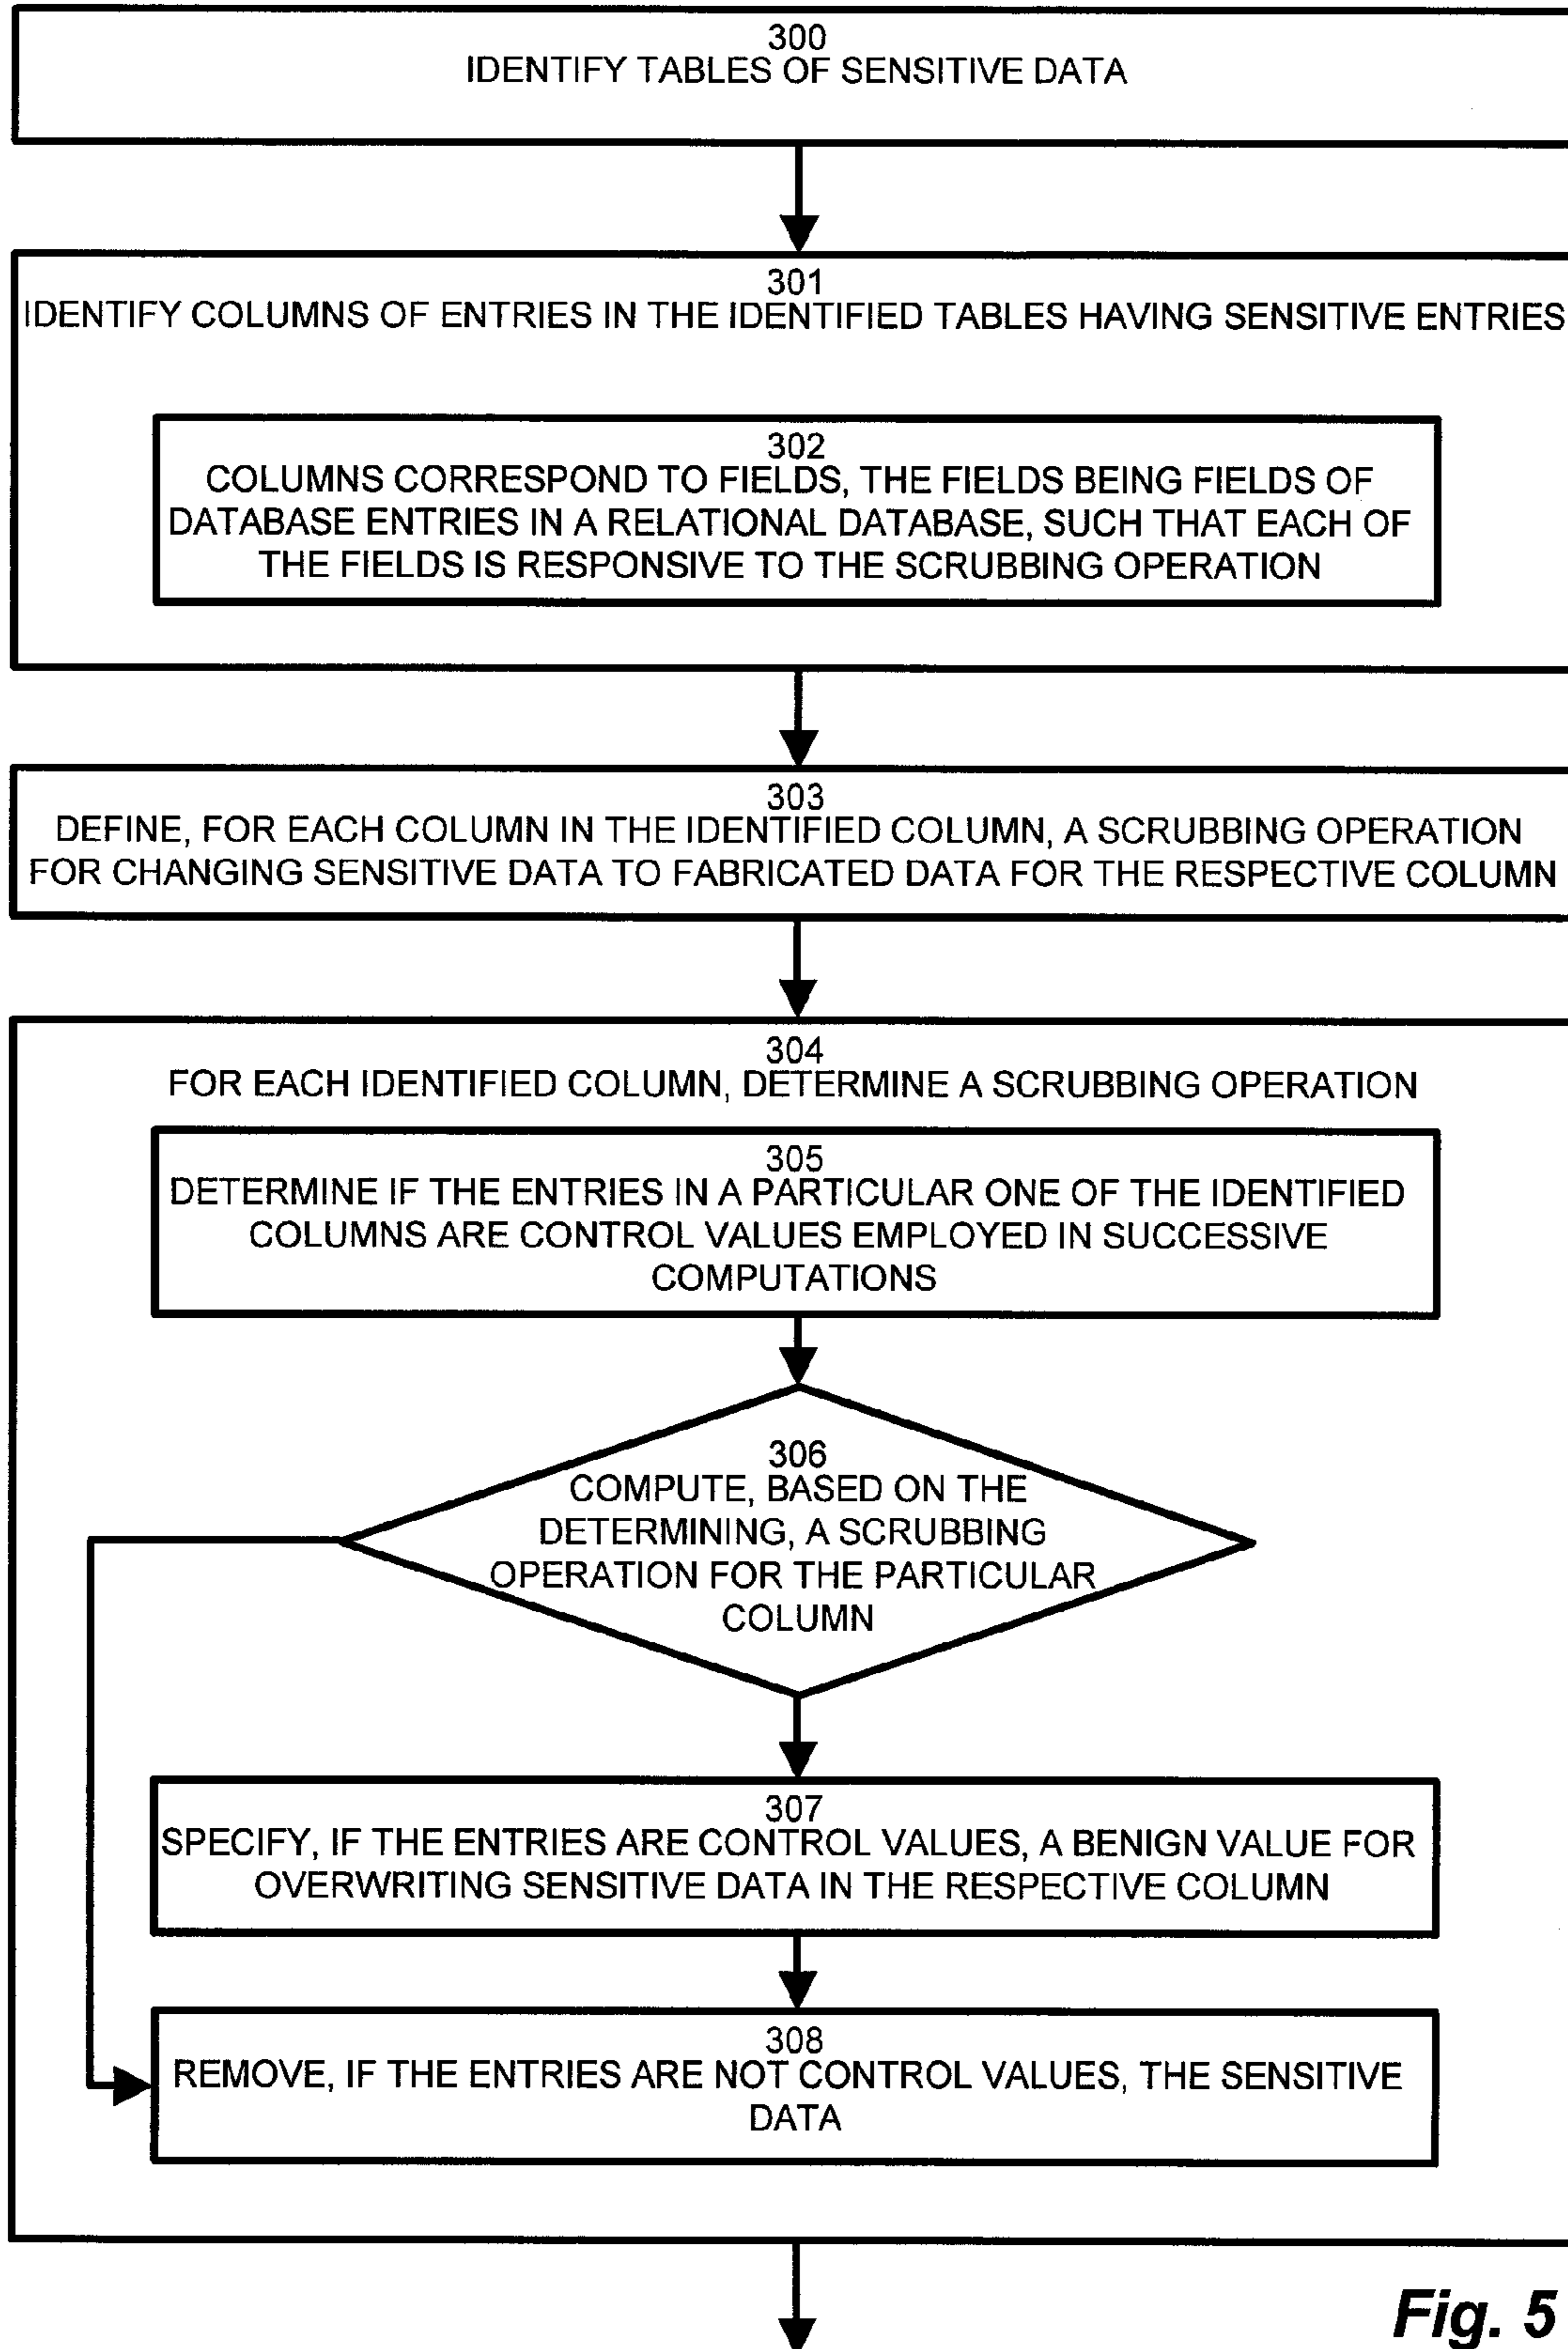 300
IDENTIFY TABLES OF SENSITIVE DATA
301
IDENTIFY COLUMNS OF ENTRIES IN THE IDENTIFIED TABLES HAVING SENSITIVE ENTRIES
302
COLUMNS CORRESPOND TO FIELDS, THE FIELDS BEING FIELDS OF
DATABASE ENTRIES IN A RELATIONAL DATABASE, SUCH THAT EACH OF
THE FIELDS IS RESPONSIVE TO THE SCRUBBING OPERATION
303
DEFINE, FOR EACH COLUMN IN THE IDENTIFIED COLUMN, A SCRUBBING OPERATION
FOR CHANGING SENSITIVE DATA TO FABRICATED DATA FOR THE RESPECTIVE COLUMN
304
FOR EACH IDENTIFIED COLUMN, DETERMINE A SCRUBBING OPERATION
305
DETERMINE IF THE ENTRIES IN A PARTICULAR ONE OF THE IDENTIFIED
COLUMNS ARE CONTROL VALUES EMPLOYED IN SUCCESSIVE
COMPUTATIONS
306
COMPUTE, BASED ON THE
DETERMINING, A SCRUBBING
OPERATION FOR THE PARTICULAR
COLUMN
307
SPECIFY, IF THE ENTRIES ARE CONTROL VALUES, A BENIGN VALUE FOR
OVERWRITING SENSITIVE DATA IN THE RESPECTIVE COLUMN
308
REMOVE, IF THE ENTRIES ARE NOT CONTROL VALUES, THE SENSITIVE
DATA
Fig. 5